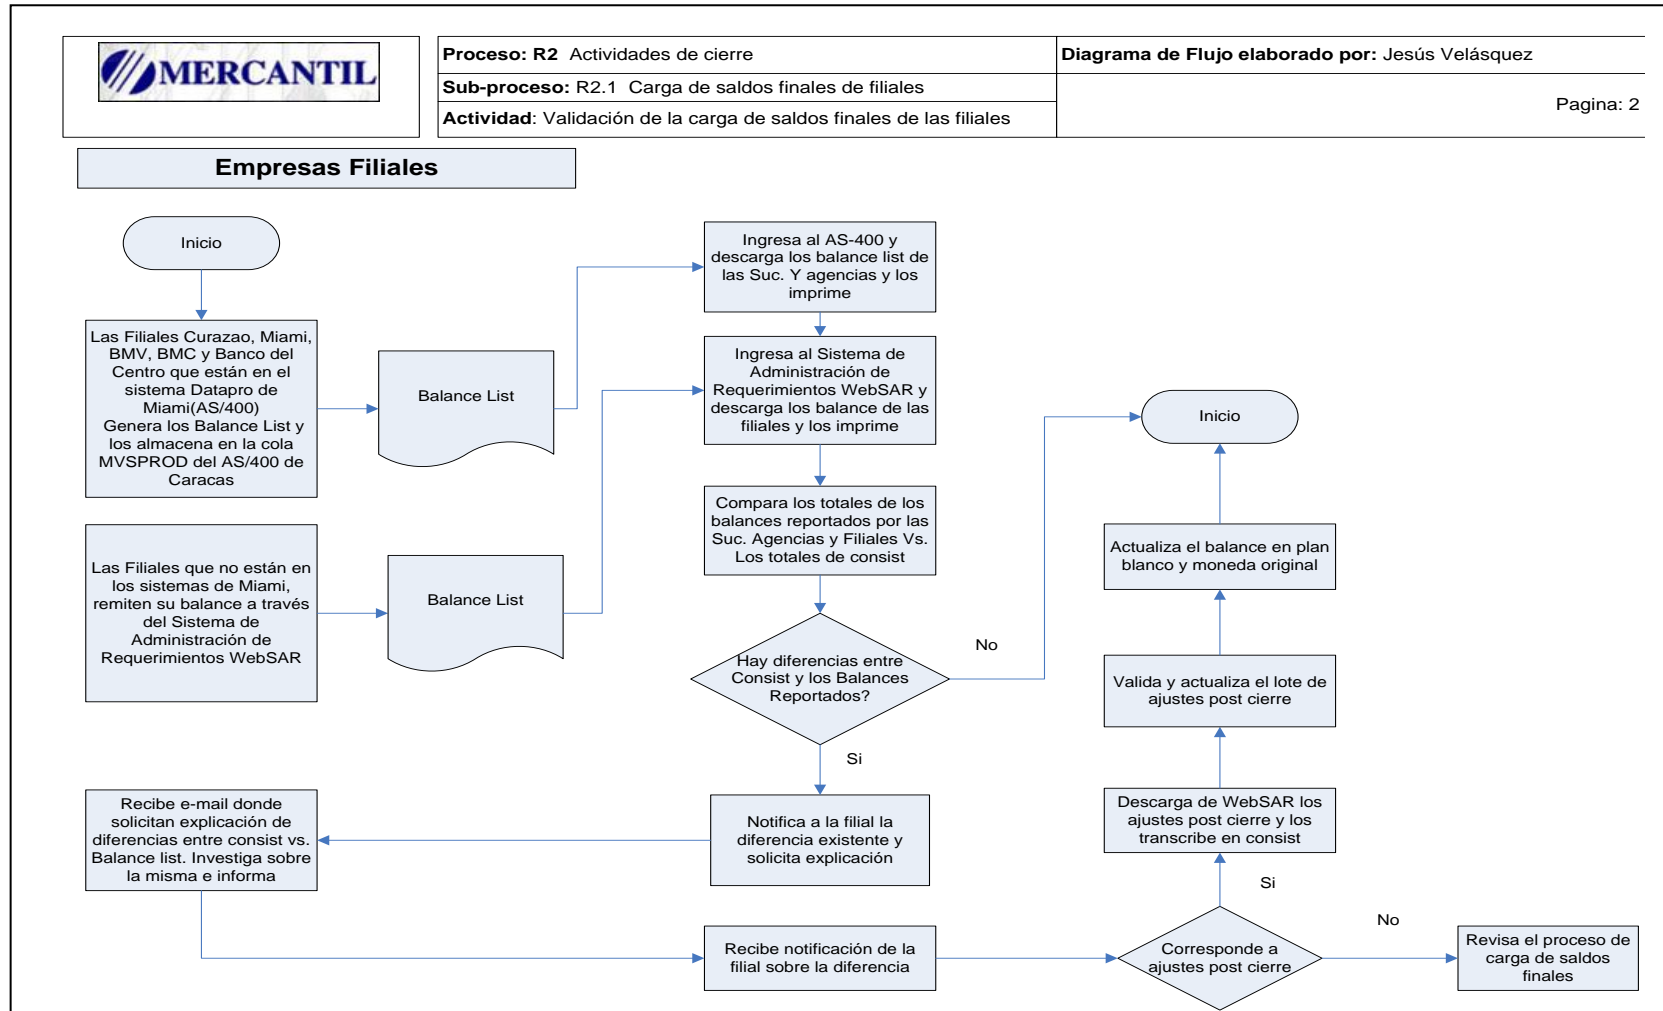 MERCANTIL
Proceso: R2 Actividades de cierre
Diagrama de Flujo elaborado por: Jesús Velásquez
Sub-proceso: R2.1 Carga de saldos finales de filiales
Pagina: 2
Actividad: Validación de la carga de saldos finales de las filiales
Empresas Filiales
Inicio
Las Filiales Curazao, Miami,
BMV, BMC y Banco del
Centro que están en el
sistema Datapro de
Miami(AS/400)
Genera los Balance List y
los almacena en la cola
MVSPROD del AS/400 de
Caracas
Balance List
Ingresa al AS-400 y
descarga los balance list de
las Suc. Y agencias y los
imprime
Ingresa al Sistema de
Administración de
Requerimientos WebSAR y
descarga los balance de las
filiales y los imprime
Las Filiales que no están en
los sistemas de Miami,
remiten su balance a través
del Sistema de
Administración de
Requerimientos WebSAR
Balance List
Compara los totales de los
balances reportados por las
Suc. Agencias y Filiales Vs.
Los totales de consist
Hay diferencias entre
Consist y los Balances
Reportados?
No
Si
Inicio
Actualiza el balance en plan
blanco y moneda original
Valida y actualiza el lote de
ajustes post cierre
Descarga de WebSAR los
ajustes post cierre y los
transcribe en consist
Si
Notifica a la filial la
diferencia existente y
solicita explicación
Recibe e-mail donde
solicitan explicación de
diferencias entre consist vs.
Balance list. Investiga sobre
la misma e informa
Recibe notificación de la
filial sobre la diferencia
Corresponde a
ajustes post cierre
No
Revisa el proceso de
carga de saldos
finales